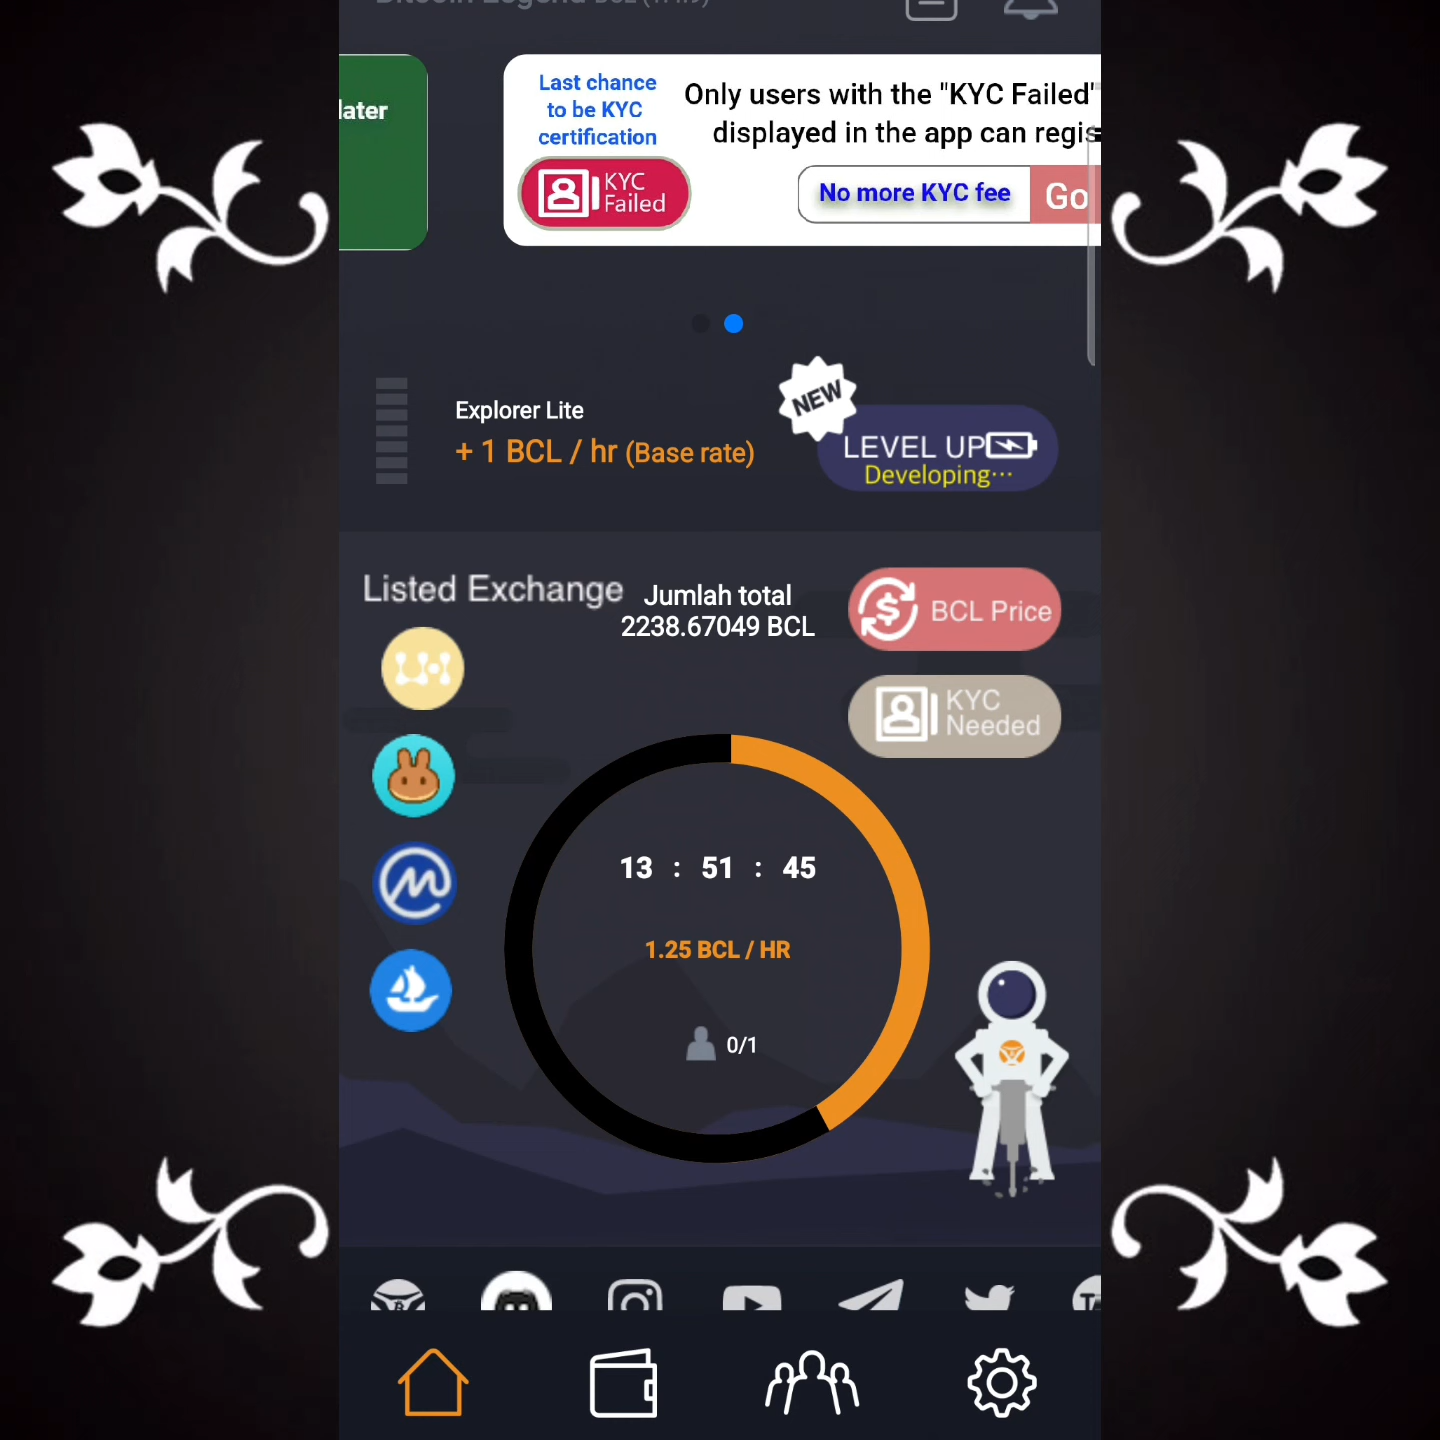 Bitcoin Legend BCL
later
Last chance
to be KYC
certification
KYC
Failed
Only users with the "KYC Failed"
displayed in the app can regis
No more KYC fee
Go
Explorer Lite
+ 1 BCL / hr (Base rate)
NEW
LEVEL UP
Developing...
Listed Exchange
Jumlah total
2238.67049 BCL
BCL Price
KYC
Needed
13 : 51 : 45
1.25 BCL / HR
0/1